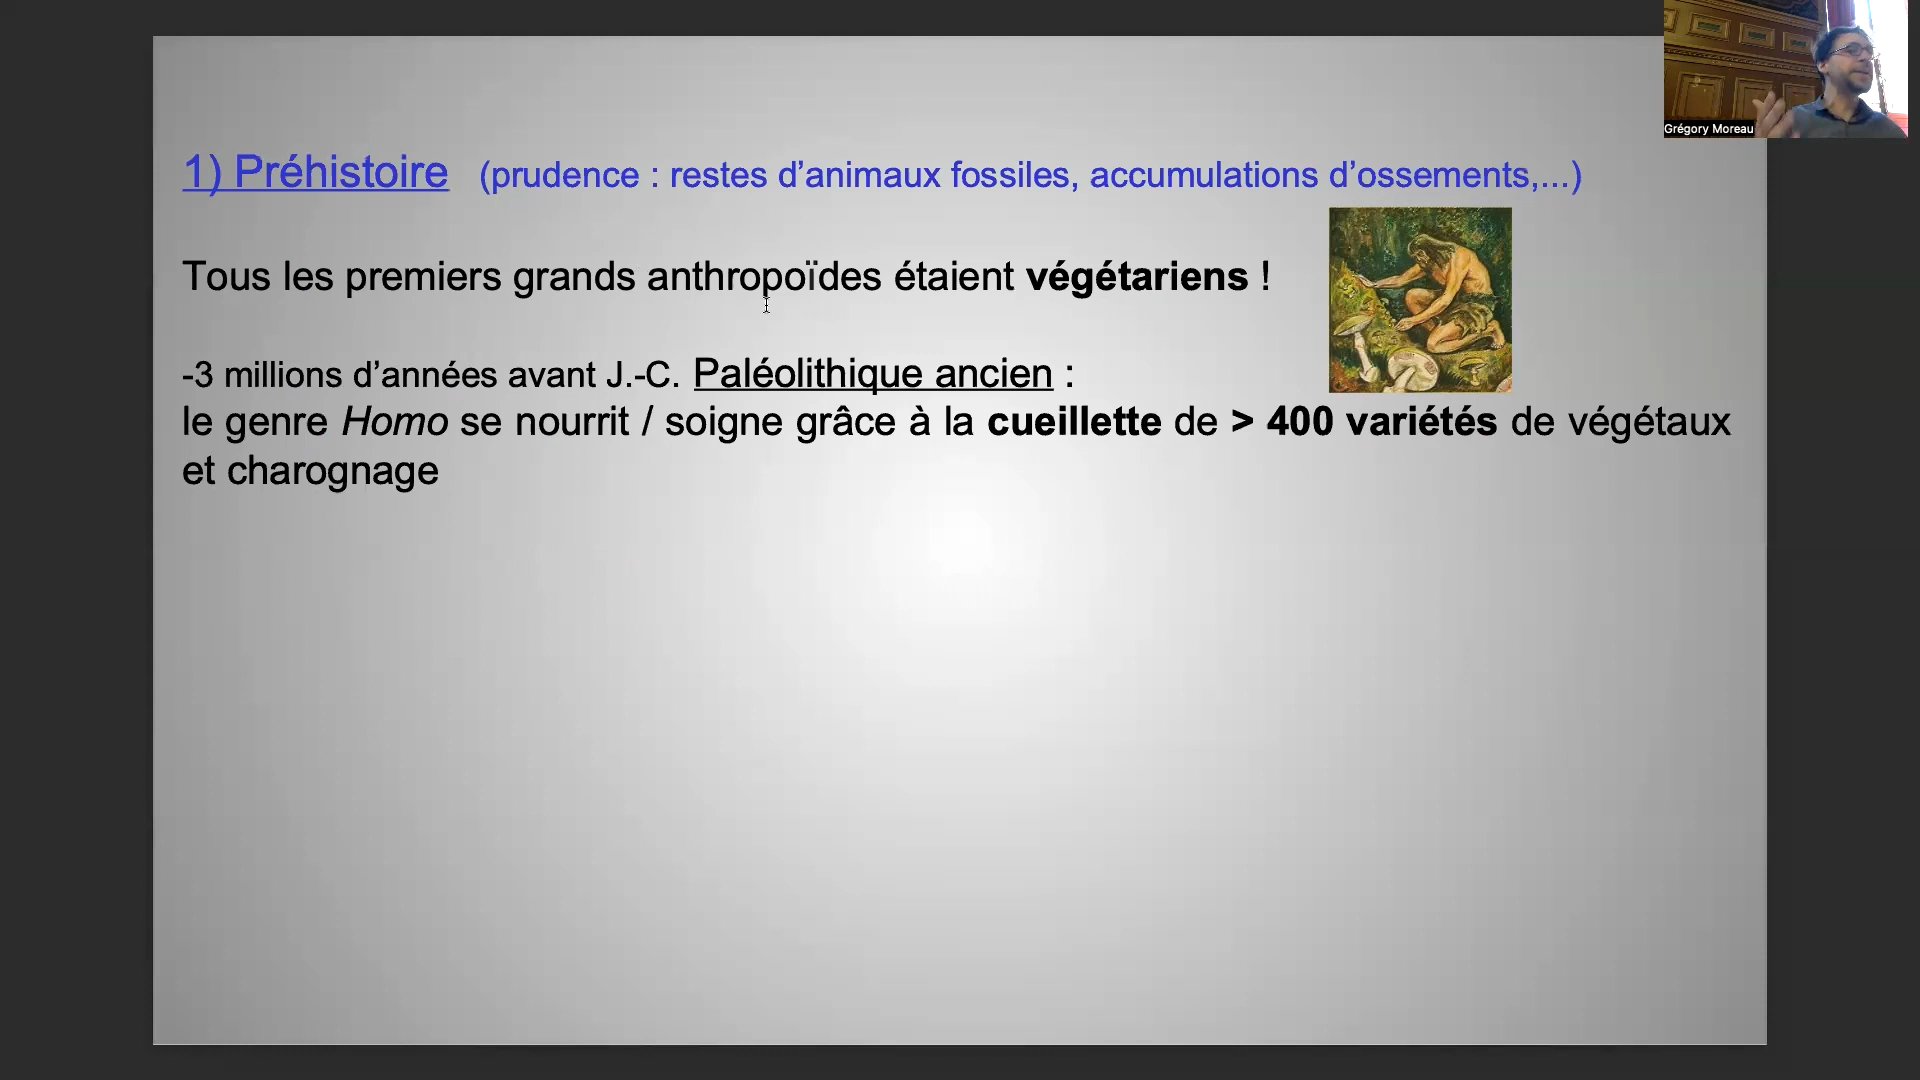 Grégory Moreau
1) Préhistoire (prudence : restes d’animaux fossiles, accumulations d’ossements,...)
Tous les premiers grands anthropoïdes étaient végétariens !
-3 millions d’années avant J.-C. Paléolithique ancien :
le genre Homo se nourrit / soigne grâce à la cueillette de > 400 variétés de végétaux
et charognage